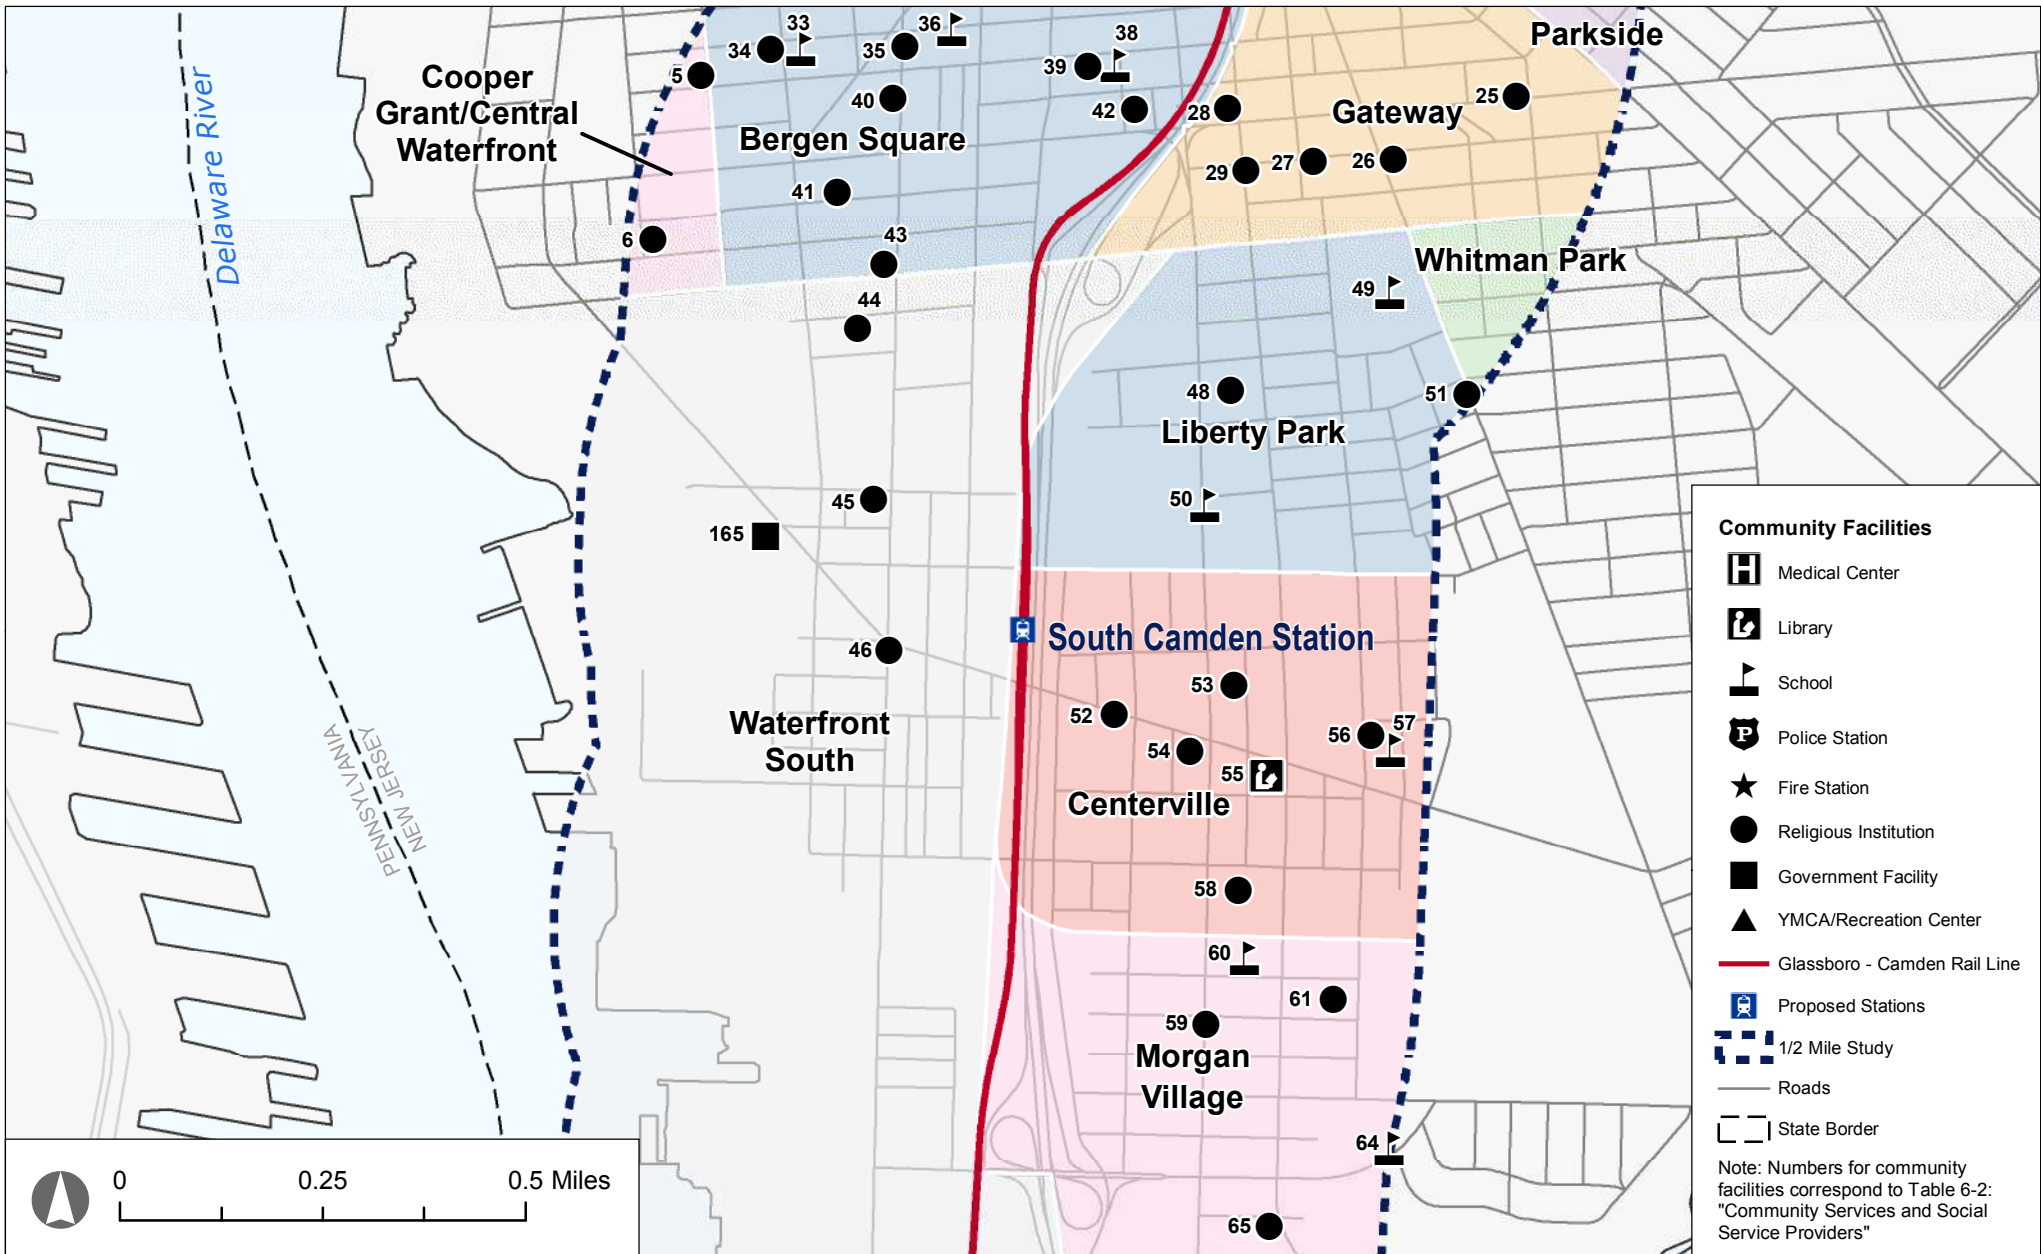 33
36
38
34
35
39
5
40
42
28
25
Parkside
Cooper
Grant/Central
Waterfront
Bergen Square
Gateway
29
27
26
41
6
43
44
Delaware River
Whitman Park
49
48
51
Liberty Park
45
50
165
46
South Camden Station
53
52
54
55
56
57
Waterfront
South
Centerville
PENNSYLVANIA
NEW JERSEY
58
60
61
59
Morgan
Village
64
65
0
0.25
0.5 Miles
Community Facilities
H
Medical Center
Library
School
P
Police Station
Fire Station
Religious Institution
Government Facility
YMCA/Recreation Center
Glassboro - Camden Rail Line
Proposed Stations
1/2 Mile Study
Roads
State Border
Note: Numbers for community
facilities correspond to Table 6-2:
"Community Services and Social
Service Providers"